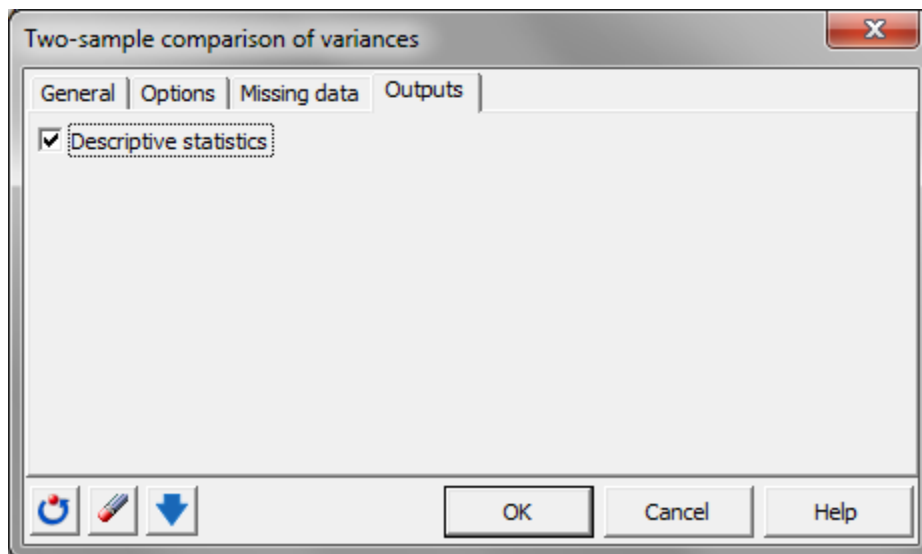 Two-sample comparison of variances
General Options Missing data Outputs
Descriptive statistics
OK Cancel Help